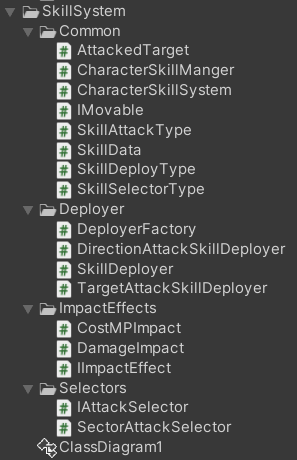 SkillSystem
Common
AttackedTarget
CharacterSkillManger
CharacterSkillSystem
IMovable
SkillAttackType
SkillData
SkillDeployType
SkillSelectorType
Deployer
DeployerFactory
DirectionAttackSkillDeployer
SkillDeployer
TargetAttackSkillDeployer
ImpactEffects
CostMPImpact
DamageImpact
IImpactEffect
Selectors
IAttackSelector
SectorAttackSelector
ClassDiagram1